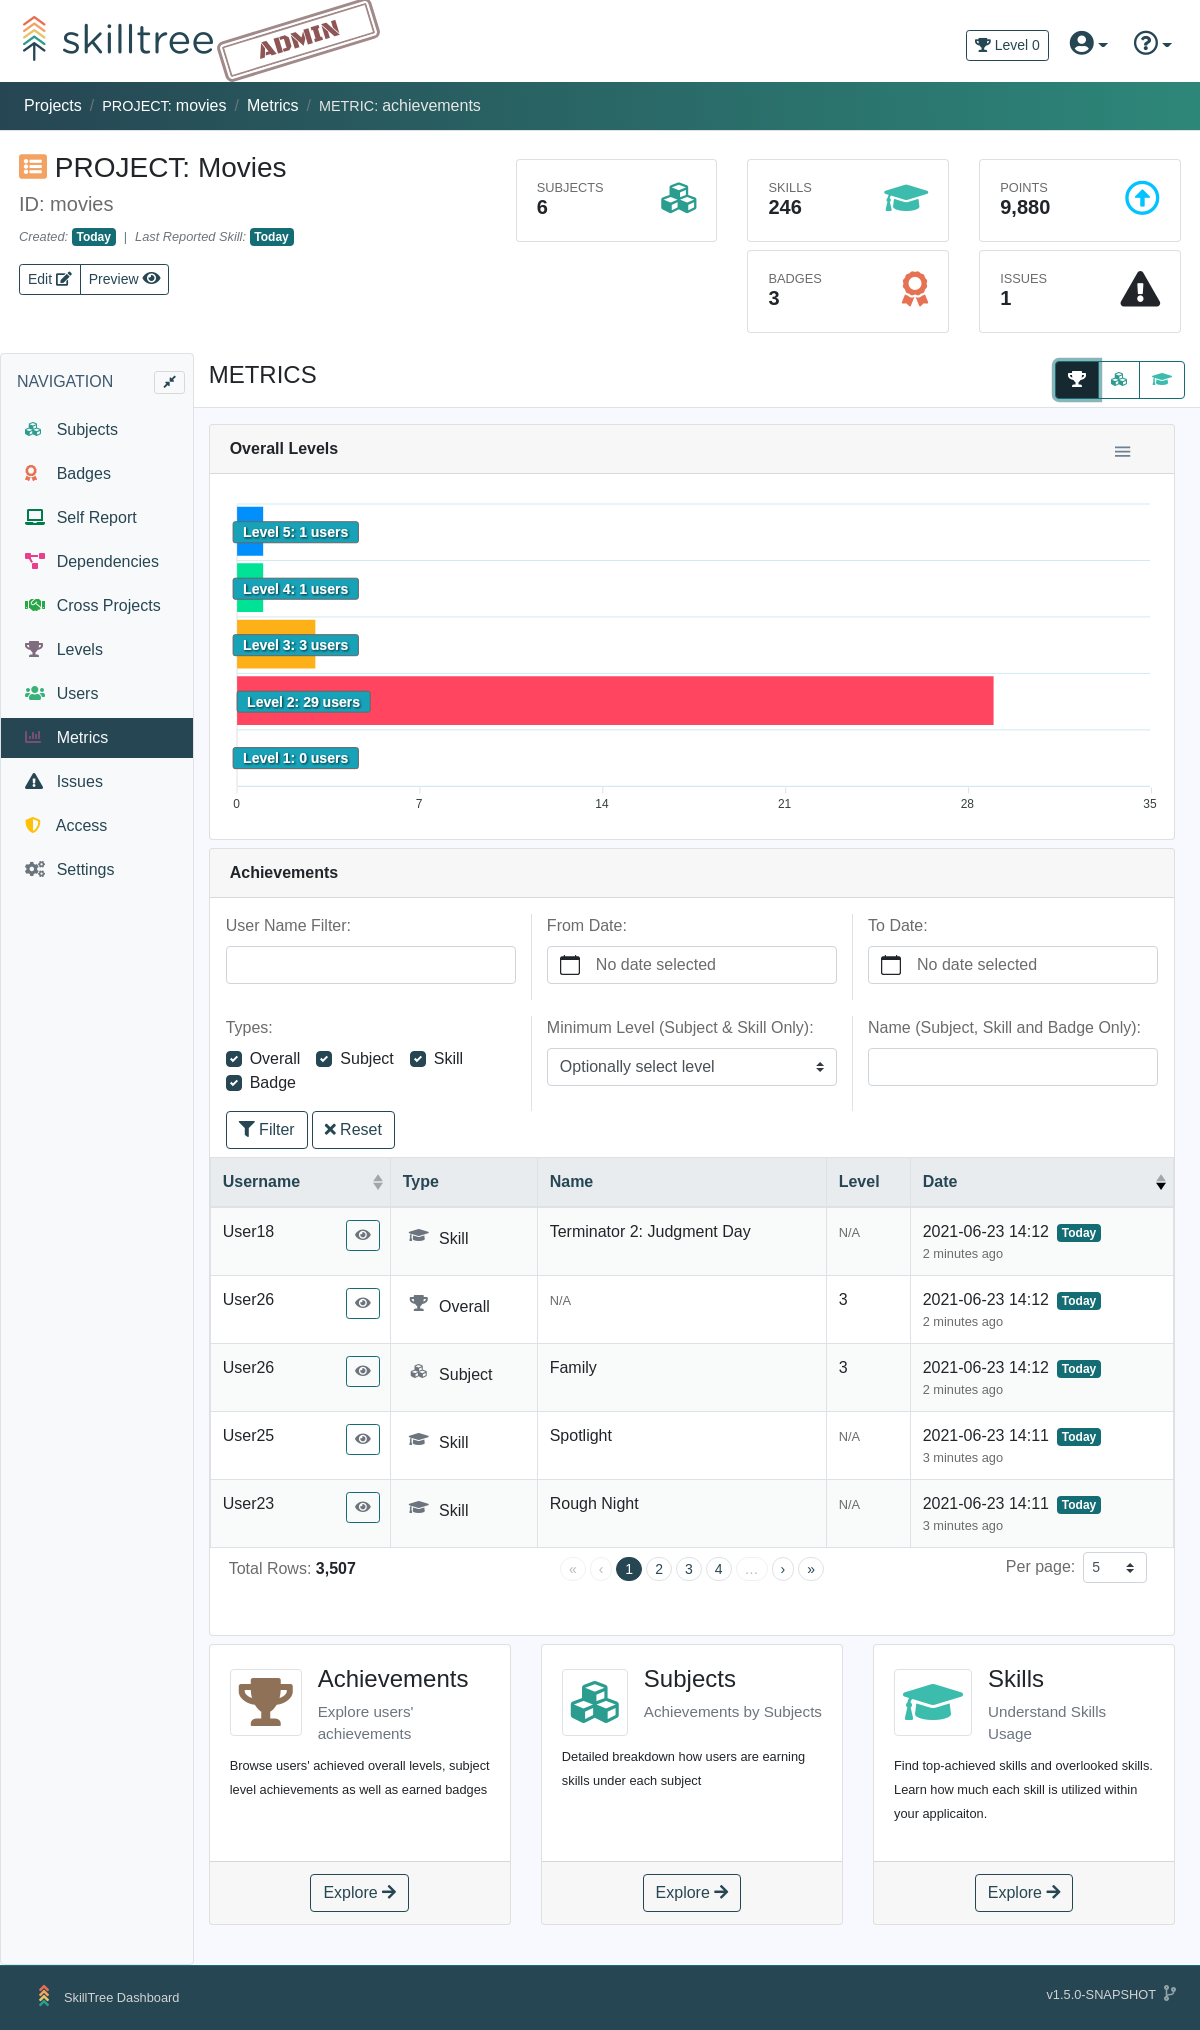 skilltree ADMIN
Level 0
Projects / PROJECT: movies / Metrics / METRIC: achievements
PROJECT: Movies
ID: movies
Created: Today | Last Reported Skill: Today
Edit Preview
SUBJECTS
6
SKILLS
246
POINTS
9,880
BADGES
3
ISSUES
1
NAVIGATION
Subjects
Badges
Self Report
Dependencies
Cross Projects
Levels
Users
Metrics
Issues
Access
Settings
METRICS
Overall Levels
Level 5: 1 users
Level 4: 1 users
Level 3: 3 users
Level 2: 29 users
Level 1: 0 users
0 7 14 21 28 35
Achievements
User Name Filter:
From Date:
No date selected
To Date:
No date selected
Types:
Overall Subject Skill
Badge
Minimum Level (Subject & Skill Only):
Optionally select level
Name (Subject, Skill and Badge Only):
Filter Reset
Username Type Name Level Date
User18 Skill Terminator 2: Judgment Day N/A 2021-06-23 14:12 Today
2 minutes ago
User26 Overall N/A 3 2021-06-23 14:12 Today
2 minutes ago
User26 Subject Family 3 2021-06-23 14:12 Today
2 minutes ago
User25 Skill Spotlight N/A 2021-06-23 14:11 Today
3 minutes ago
User23 Skill Rough Night N/A 2021-06-23 14:11 Today
3 minutes ago
Total Rows: 3,507 « ‹ 1 2 3 4 … › » Per page: 5
Achievements
Explore users'
achievements
Browse users' achieved overall levels, subject
level achievements as well as earned badges
Explore
Subjects
Achievements by Subjects
Detailed breakdown how users are earning
skills under each subject
Explore
Skills
Understand Skills
Usage
Find top-achieved skills and overlooked skills.
Learn how much each skill is utilized within
your applicaiton.
Explore
SkillTree Dashboard
v1.5.0-SNAPSHOT